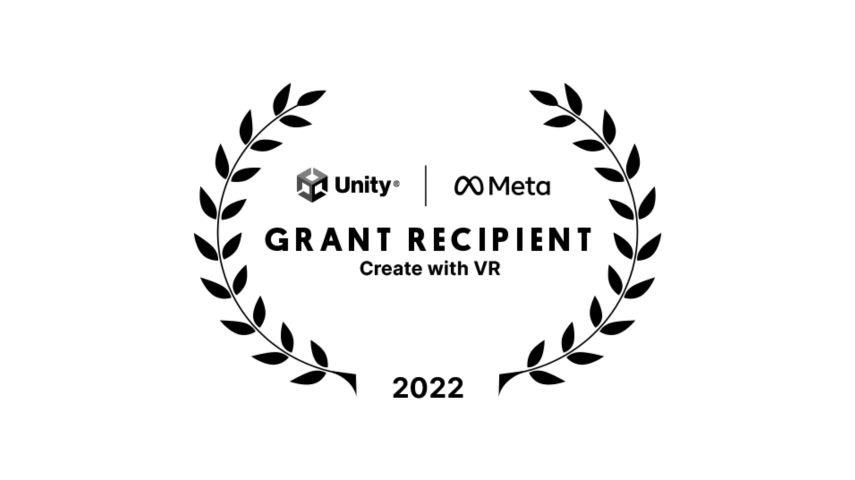 Unity® | Meta
GRANT RECIPIENT
Create with VR
2022